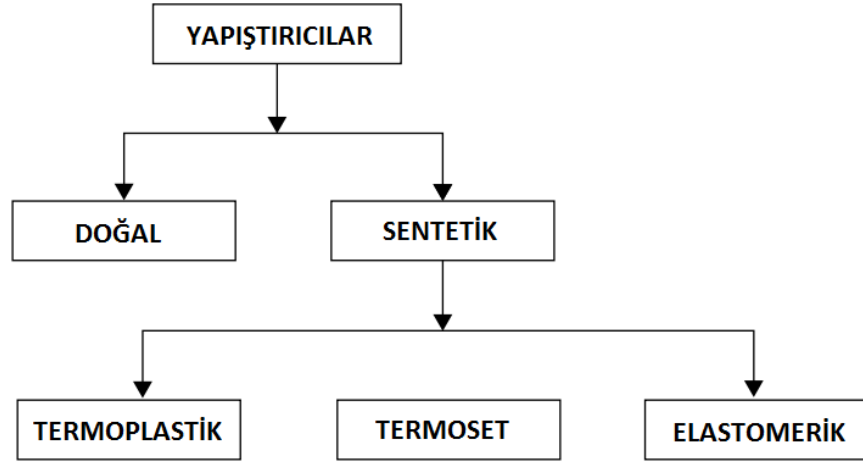 YAPIŞTIRICILAR
DOĞAL
SENTETİK
TERMOPLASTİK
TERMOSET
ELASTOMERİK